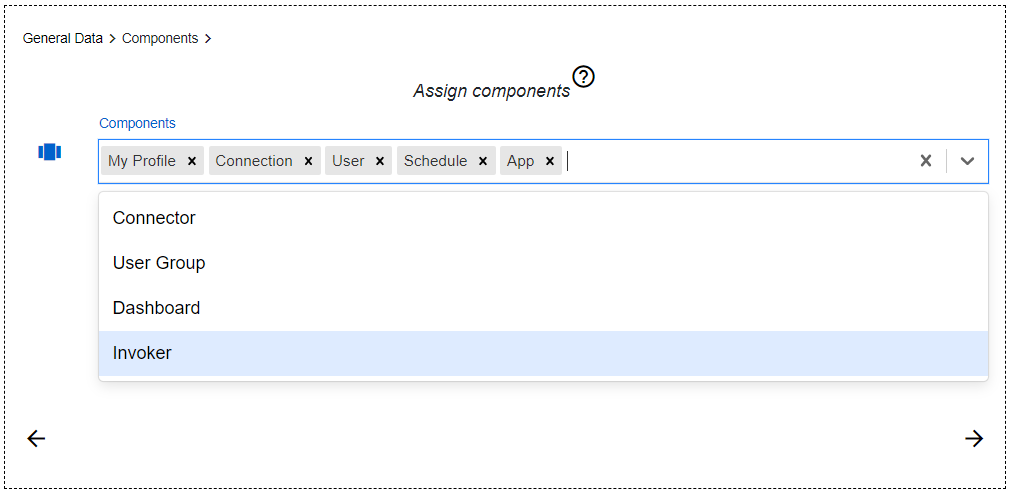 General Data > Components >
Assign components ?
Components
My Profile × Connection × User × Schedule × App ×
Connector
User Group
Dashboard
Invoker